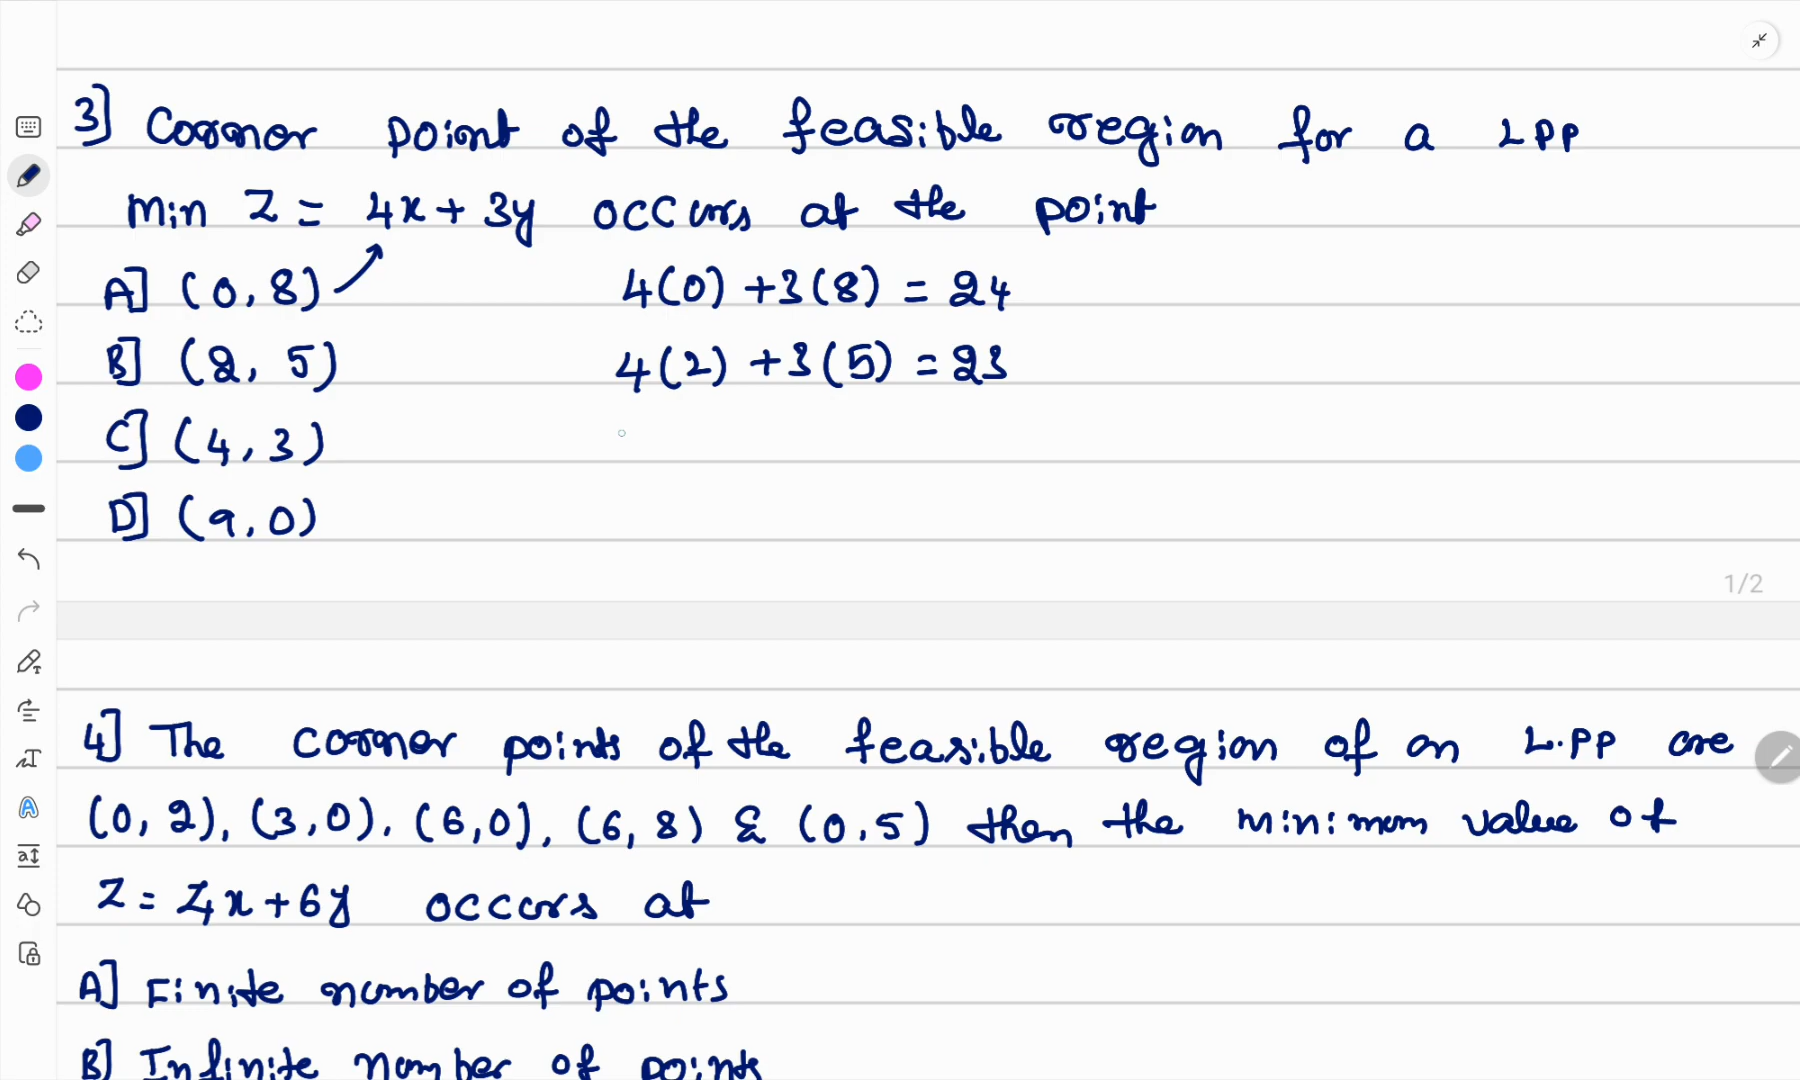 3] Corner point of the feasible region for a LPP
Min Z = 4x + 3y occurs at the point
A] (0, 8) 4(0) + 3(8) = 24
B] (2, 5) 4(2) + 3(5) = 23
C] (4, 3)
D] (9, 0)
1/2
4] The corner points of the feasible region of an L.PP are
(0, 2), (3, 0), (6, 0), (6, 8) & (0, 5) then the minimum value of
Z = 4x + 6y occurs at
A] Finite number of points
B] Infinite number of points